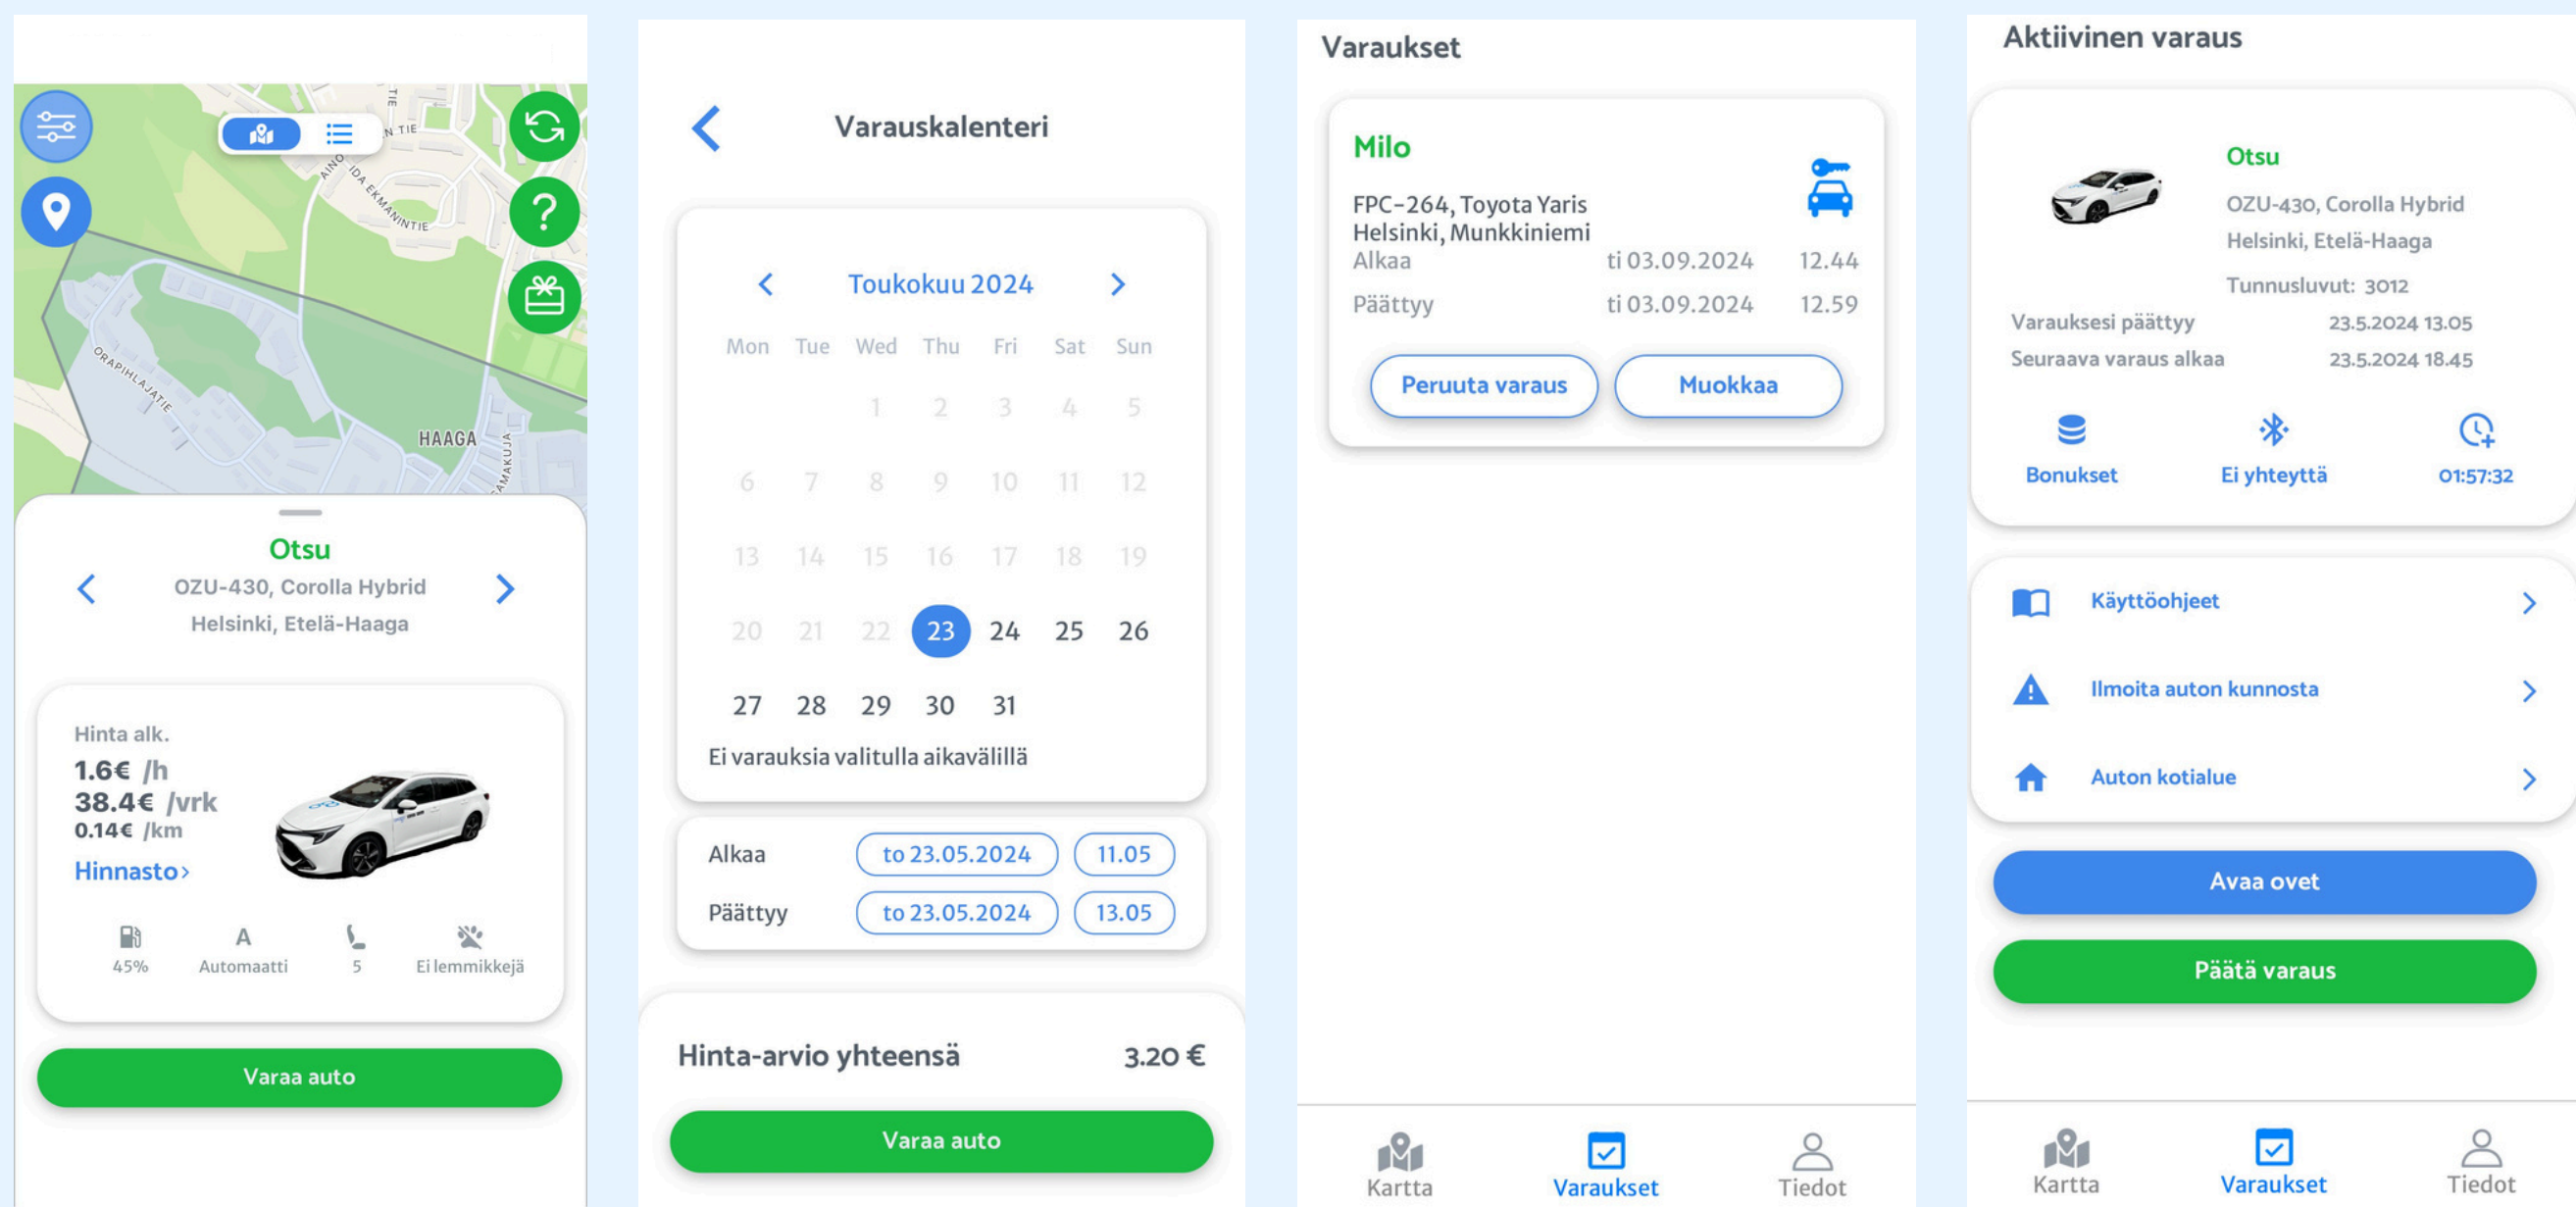 TIE
N TIE
AINO
IDA EKMANINTIE
ORAPIHLAJATIE
HAAGA
SAMAKUJA
Otsu
OZU-430, Corolla Hybrid
Helsinki, Etelä-Haaga
Hinta alk.
1.6€ /h
38.4€ /vrk
0.14€ /km
Hinnasto>
45%
A
Automaatti
5
Ei lemmikkejä
Varaa auto
Varauskalenteri
Toukokuu 2024
Mon Tue Wed Thu Fri Sat Sun
1 2 3 4 5
6 7 8 9 10 11 12
13 14 15 16 17 18 19
20 21 22 23 24 25 26
27 28 29 30 31
Ei varauksia valitulla aikavälillä
Alkaa to 23.05.2024 11.05
Päättyy to 23.05.2024 13.05
Hinta-arvio yhteensä 3.20 €
Varaa auto
Varaukset
Milo
FPC-264, Toyota Yaris
Helsinki, Munkkiniemi
Alkaa ti 03.09.2024 12.44
Päättyy ti 03.09.2024 12.59
Peruuta varaus Muokkaa
Kartta Varaukset Tiedot
Aktiivinen varaus
Otsu
OZU-430, Corolla Hybrid
Helsinki, Etelä-Haaga
Tunnusluvut: 3012
Varauksesi päättyy 23.5.2024 13.05
Seuraava varaus alkaa 23.5.2024 18.45
Bonukset Ei yhteyttä 01:57:32
Käyttöohjeet
Ilmoita auton kunnosta
Auton kotialue
Avaa ovet
Päätä varaus
Kartta Varaukset Tiedot